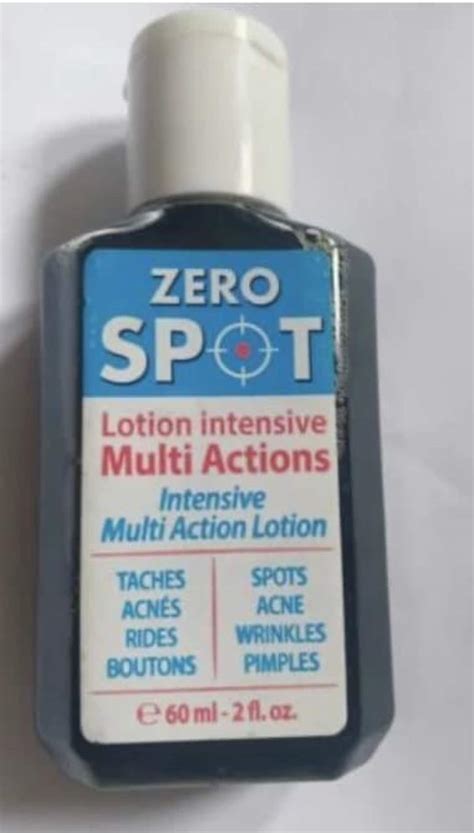 ZERO
SPOT
Lotion intensive
Multi Actions
Intensive
Multi Action Lotion
TACHES
ACNÉS
RIDES
BOUTONS
SPOTS
ACNE
WRINKLES
PIMPLES
℮ 60 ml - 2 fl. oz.